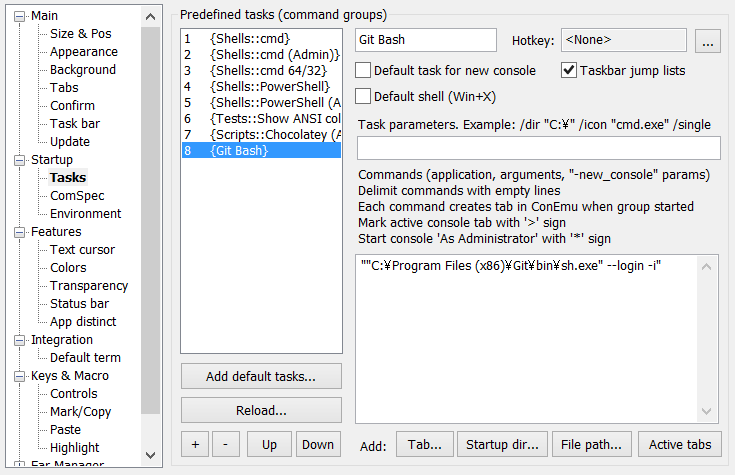 Main
Size & Pos
Appearance
Background
Tabs
Confirm
Task bar
Update
Startup
Tasks
ComSpec
Environment
Features
Text cursor
Colors
Transparency
Status bar
App distinct
Integration
Default term
Keys & Macro
Controls
Mark/Copy
Paste
Highlight
Far Manager
Predefined tasks (command groups)
1 {Shells::cmd}
2 {Shells::cmd (Admin)}
3 {Shells::cmd 64/32}
4 {Shells::PowerShell}
5 {Shells::PowerShell (A
6 {Tests::Show ANSI col
7 {Scripts::Chocolatey (A
8 {Git Bash}
Add default tasks...
Reload...
+ - Up Down
Git Bash Hotkey: <None> ...
Default task for new console Taskbar jump lists
Default shell (Win+X)
Task parameters. Example: /dir "C:¥" /icon "cmd.exe" /single
Commands (application, arguments, "-new_console" params)
Delimit commands with empty lines
Each command creates tab in ConEmu when group started
Mark active console tab with '>' sign
Start console 'As Administrator' with '*' sign
""C:¥Program Files (x86)¥Git¥bin¥sh.exe" --login -i"
Add: Tab... Startup dir... File path... Active tabs